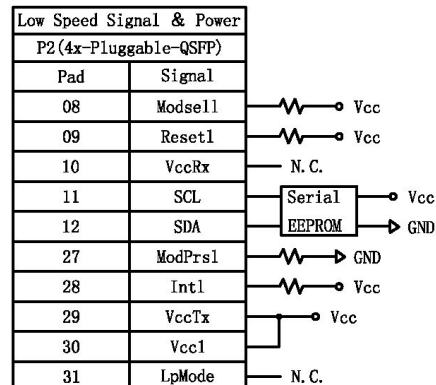 Low Speed Signal & Power
P2(4x-Pluggable-QSFP)
Pad Signal
08 Modsell Vcc
09 Resetl Vcc
10 VccRx N.C.
11 SCL Serial Vcc
12 SDA EEPROM GND
27 ModPrsl GND
28 Intl Vcc
29 VccTx Vcc
30 Vcc1
31 LpMode N.C.